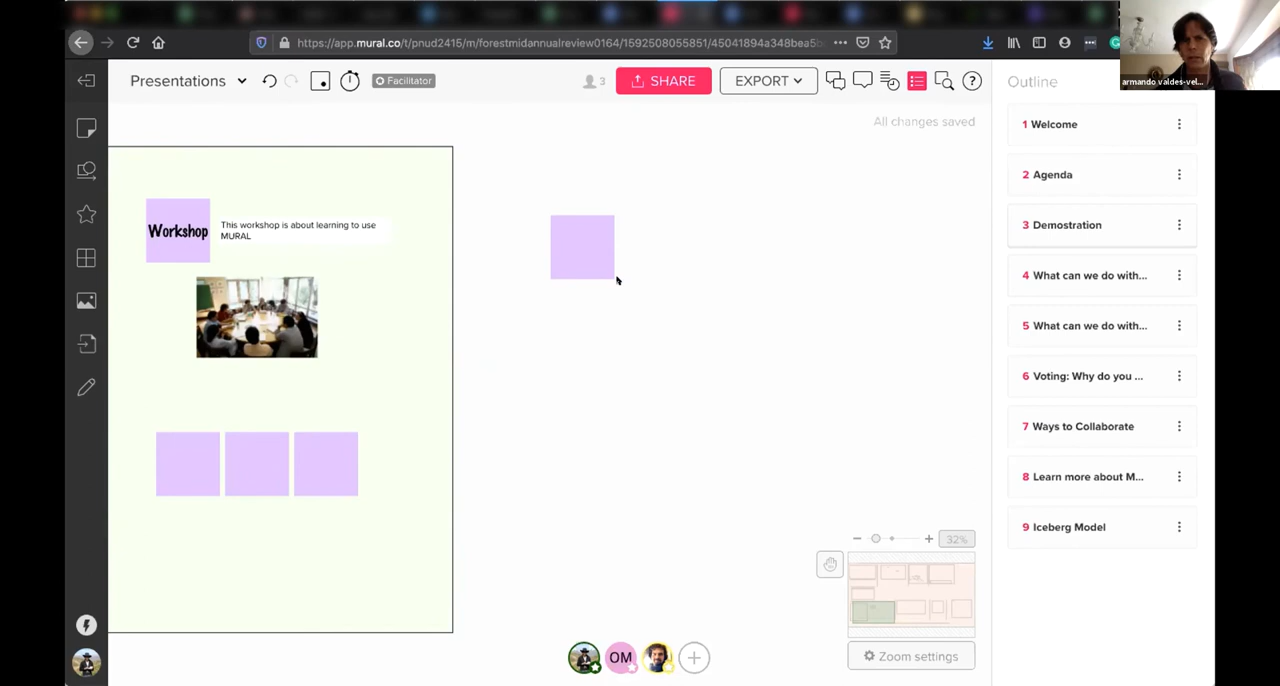 https://app.mural.co/t/pnud2415/m/forestmidannualreview0164/1592508055851/45041894a348bea5b
armando valdes-vel...
Presentations
Facilitator
3
SHARE
EXPORT
?
Outline
All changes saved
1 Welcome
2 Agenda
3 Demostration
4 What can we do with...
5 What can we do with...
6 Voting: Why do you ...
7 Ways to Collaborate
8 Learn more about M...
9 Iceberg Model
Workshop
This workshop is about learning to use
MURAL
32%
OM
Zoom settings